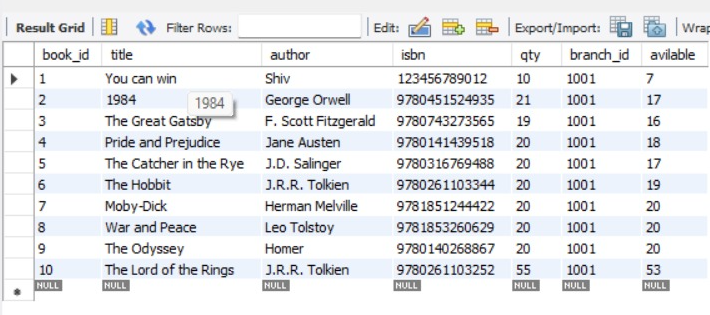 Result Grid Filter Rows: Edit: Export/Import: Wrap
book_id title author isbn qty branch_id avilable
1 You can win Shiv 123456789012 10 1001 7
2 1984 George Orwell 9780451524935 21 1001 17
1984
3 The Great Gatsby F. Scott Fitzgerald 9780743273565 19 1001 16
4 Pride and Prejudice Jane Austen 9780141439518 20 1001 18
5 The Catcher in the Rye J.D. Salinger 9780316769488 20 1001 17
6 The Hobbit J.R.R. Tolkien 9780261103344 20 1001 19
7 Moby-Dick Herman Melville 9781851244422 20 1001 20
8 War and Peace Leo Tolstoy 9781853260629 20 1001 20
9 The Odyssey Homer 9780140268867 20 1001 20
10 The Lord of the Rings J.R.R. Tolkien 9780261103252 55 1001 53
NULL NULL NULL NULL NULL NULL NULL